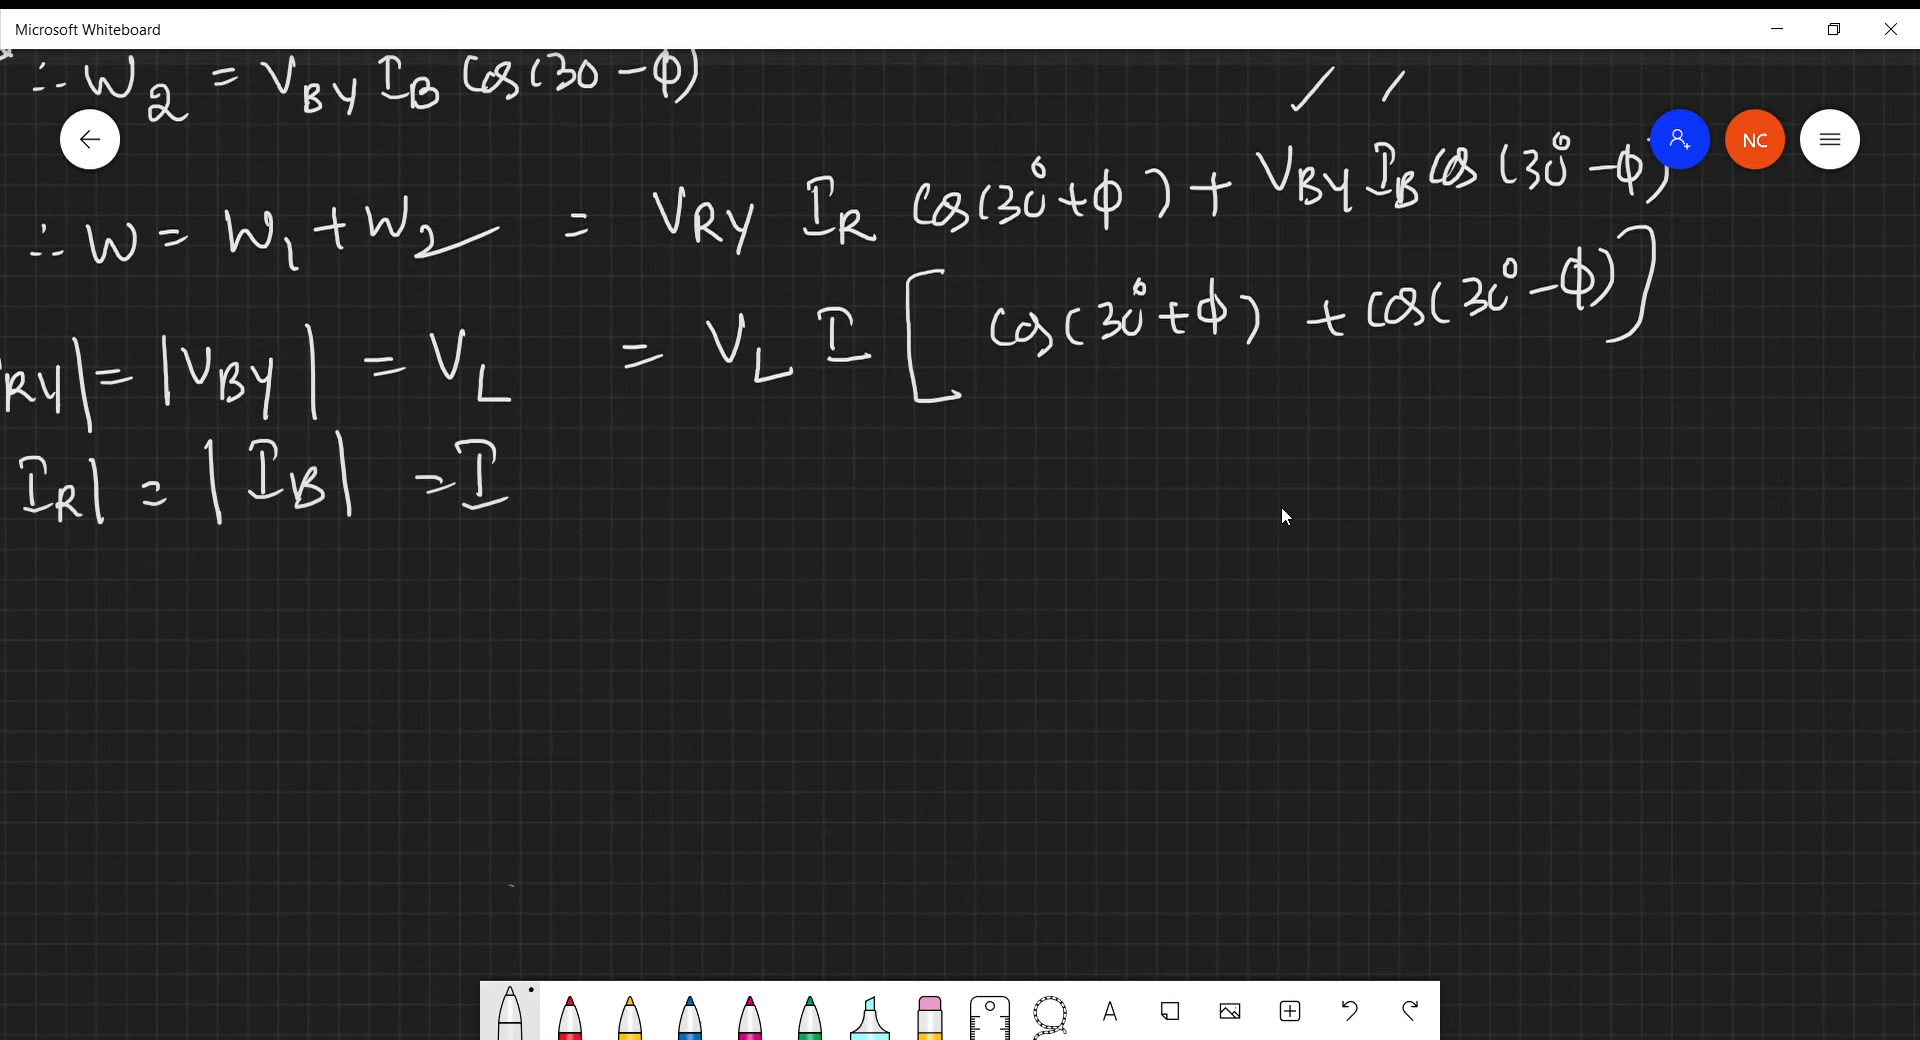 Microsoft Whiteboard
∴ W2 = VBY IB Cos(30 - ϕ)
NC
∴ W = W1 + W2 = VRY IR Cos(30° + ϕ) + VBY IB Cos(30° - ϕ)
RY| = |VBY| = VL = VL I [Cos(30° + ϕ) + Cos(30° - ϕ)]
IR| = |IB| = I
A